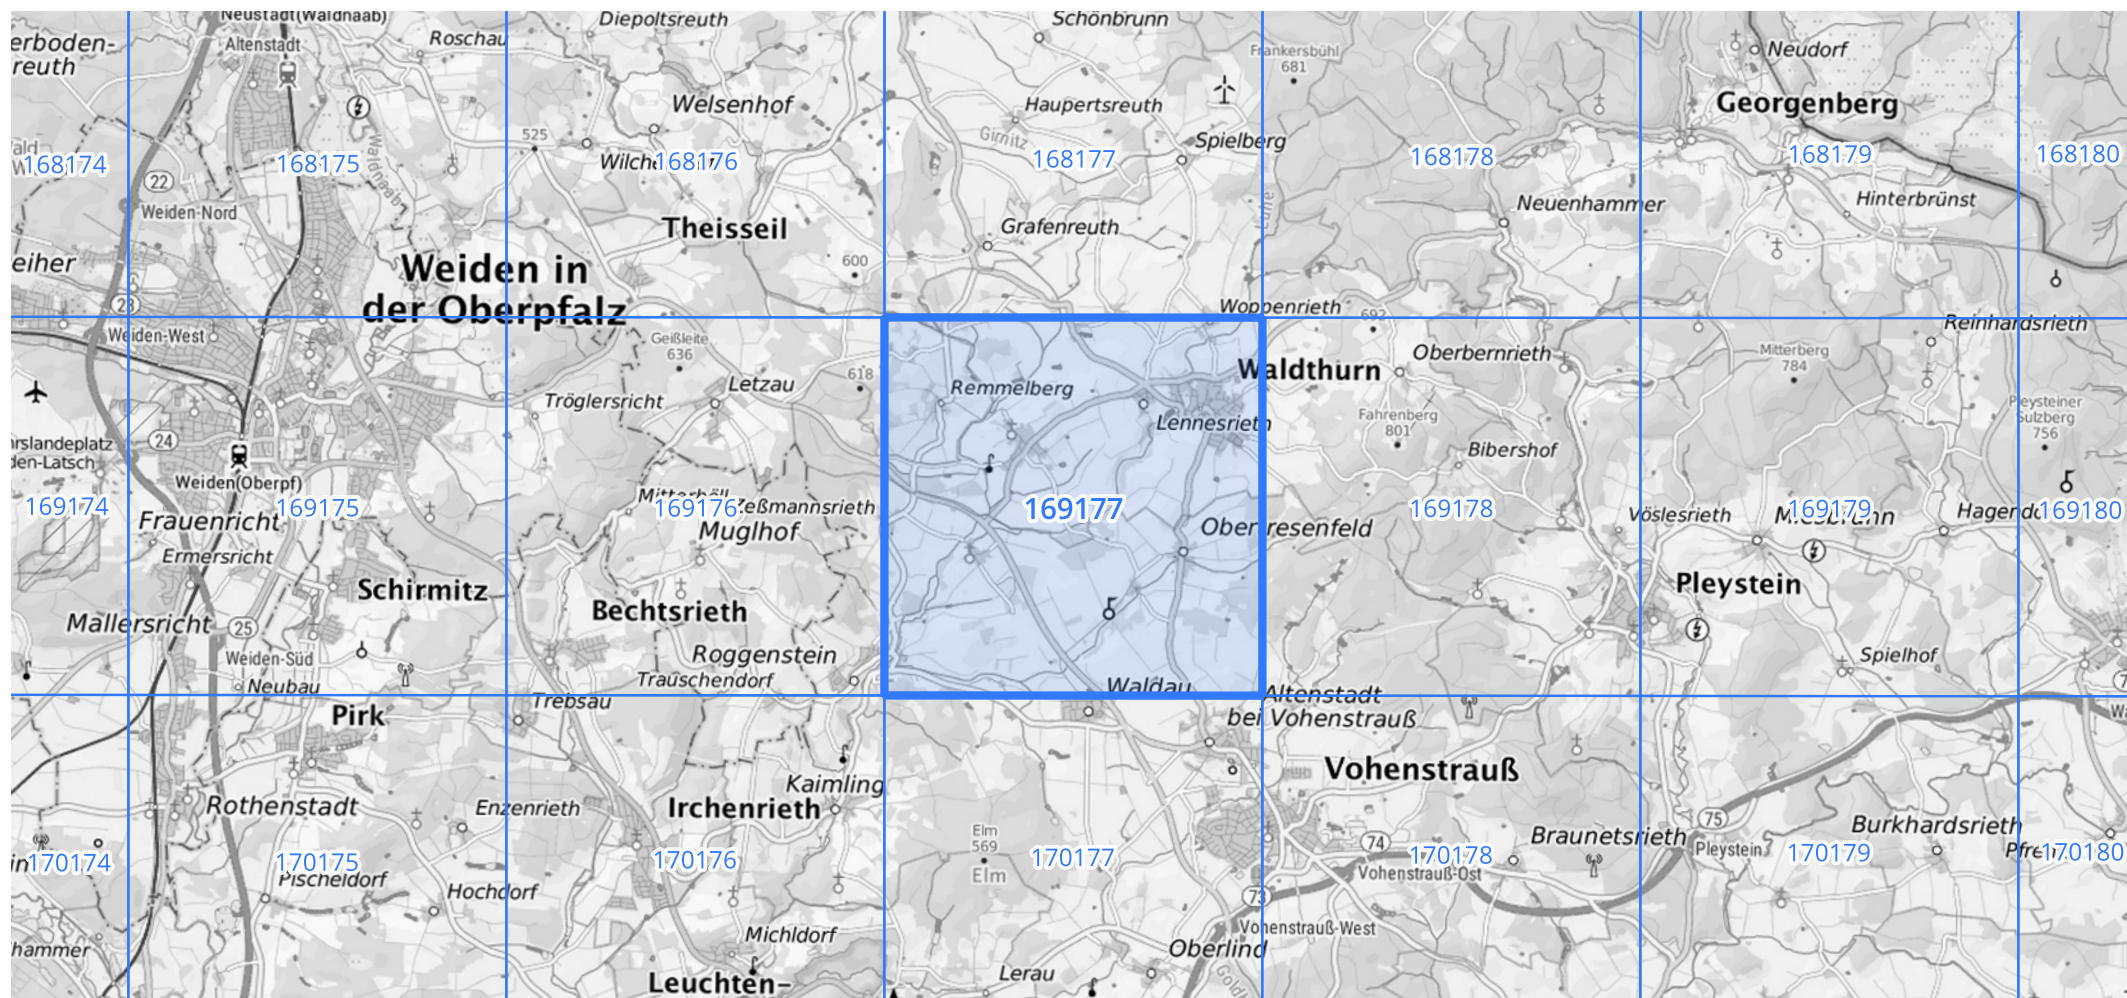 Neustadt(Waldnaab)
Diepoltsreuth
Schönbrunn
erboden-
reuth
Altenstadt
Roschau
Frankersbühl
681
Neudorf
Welsenhof
Haupertsreuth
Georgenberg
525
Girnitz
Spielberg
168174
168175
Waldnaab
168176
168177
168178
168179
168180
22
Weiden-Nord
Neuenhammer
Hinterbrünst
Theisseil
Grafenreuth
eiher
Weiden in
der Oberpfalz
600
23
Woppenrieth
692
Weiden-West
Reinhardsrieth
Geißleite
636
Waldthurn
Oberbernrieth
Mitterberg
784
618
Letzau
Remmelberg
Tröglersricht
Lennesrieth
Fahrenberg
801
Pleysteiner
Sulzberg
756
24
rslandeplatz
den-Latsch
Bibershof
Weiden(Oberpf)
169174
169175
169176
Zeßmannsrieth
169177
169178
169179
169180
Frauenricht
Muglhof
Vöslesrieth
Ermersricht
Schirmitz
Bechtsrieth
Pleystein
Mallersricht
25
Weiden-Süd
Roggenstein
Spielhof
Neubau
Trauschendorf
Waldau
Altenstadt
bei Vohenstrauß
Trebsau
Pirk
Vohenstrauß
Kaimling
Rothenstadt
Enzenrieth
Irchenrieth
75
Burkhardsrieth
Elm
569
Elm
74
Braunetsrieth
Pleystein
170174
170175
170176
170177
170178
170179
170180
Vohenstrauß-Ost
Pischeldorf
Hochdorf
73
Vohenstrauß-West
hammer
Michldorf
Oberlind
Leuchten-
Lerau